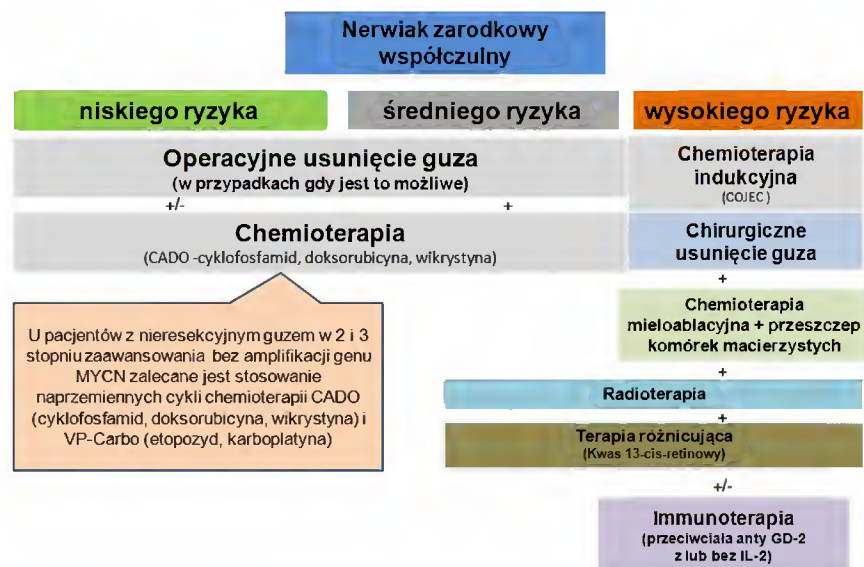 Nerwiak zarodkowy
współczulny
niskiego ryzyka
średniego ryzyka
wysokiego ryzyka
Operacyjne usunięcie guza
(w przypadkach gdy jest to możliwe)
+/-
+
Chemioterapia
(CADO -cyklofosfamid, doksorubicyna, wikrystyna)
U pacjentów z nieresekcyjnym guzem w 2 i 3
stopniu zaawansowania bez amplifikacji genu
MYCN zalecane jest stosowanie
naprzemiennych cykli chemioterapii CADO
(cyklofosfamid, doksorubicyna, wikrystyna) i
VP-Carbo (etopozyd, karboplatyna)
Chemioterapia
indukcyjna
(COJEC)
Chirurgiczne
usunięcie guza
+
Chemioterapia
mieloablacyjna + przeszczep
komórek macierzystych
+
Radioterapia
+
Terapia różnicująca
(Kwas 13-cis-retinowy)
+/-
Immunoterapia
(przeciwciała anty GD-2
z lub bez IL-2)